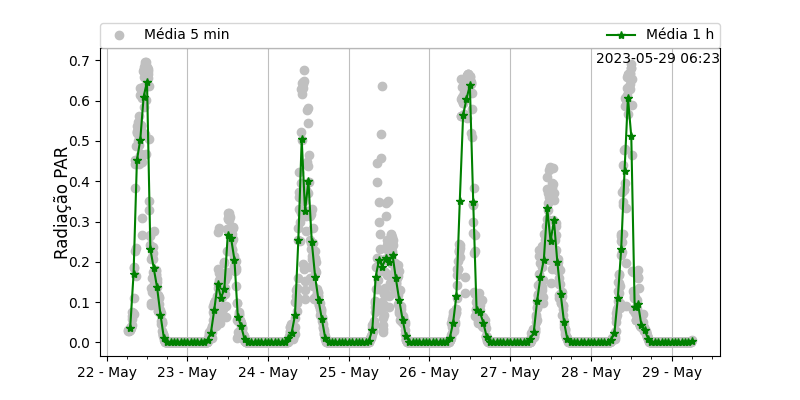 Média 5 min
Média 1 h
2023-05-29 06:23
Radiação PAR
0.7
0.6
0.5
0.4
0.3
0.2
0.1
0.0
22 - May
23 - May
24 - May
25 - May
26 - May
27 - May
28 - May
29 - May